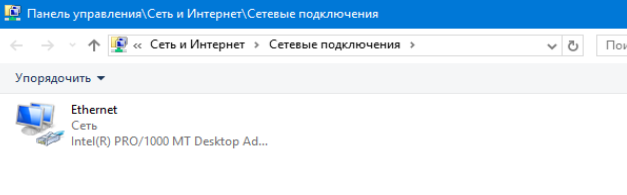 Панель управления\Сеть и Интернет\Сетевые подключения
« Сеть и Интернет > Сетевые подключения >
Упорядочить
Ethernet
Сеть
Intel(R) PRO/1000 MT Desktop Ad...